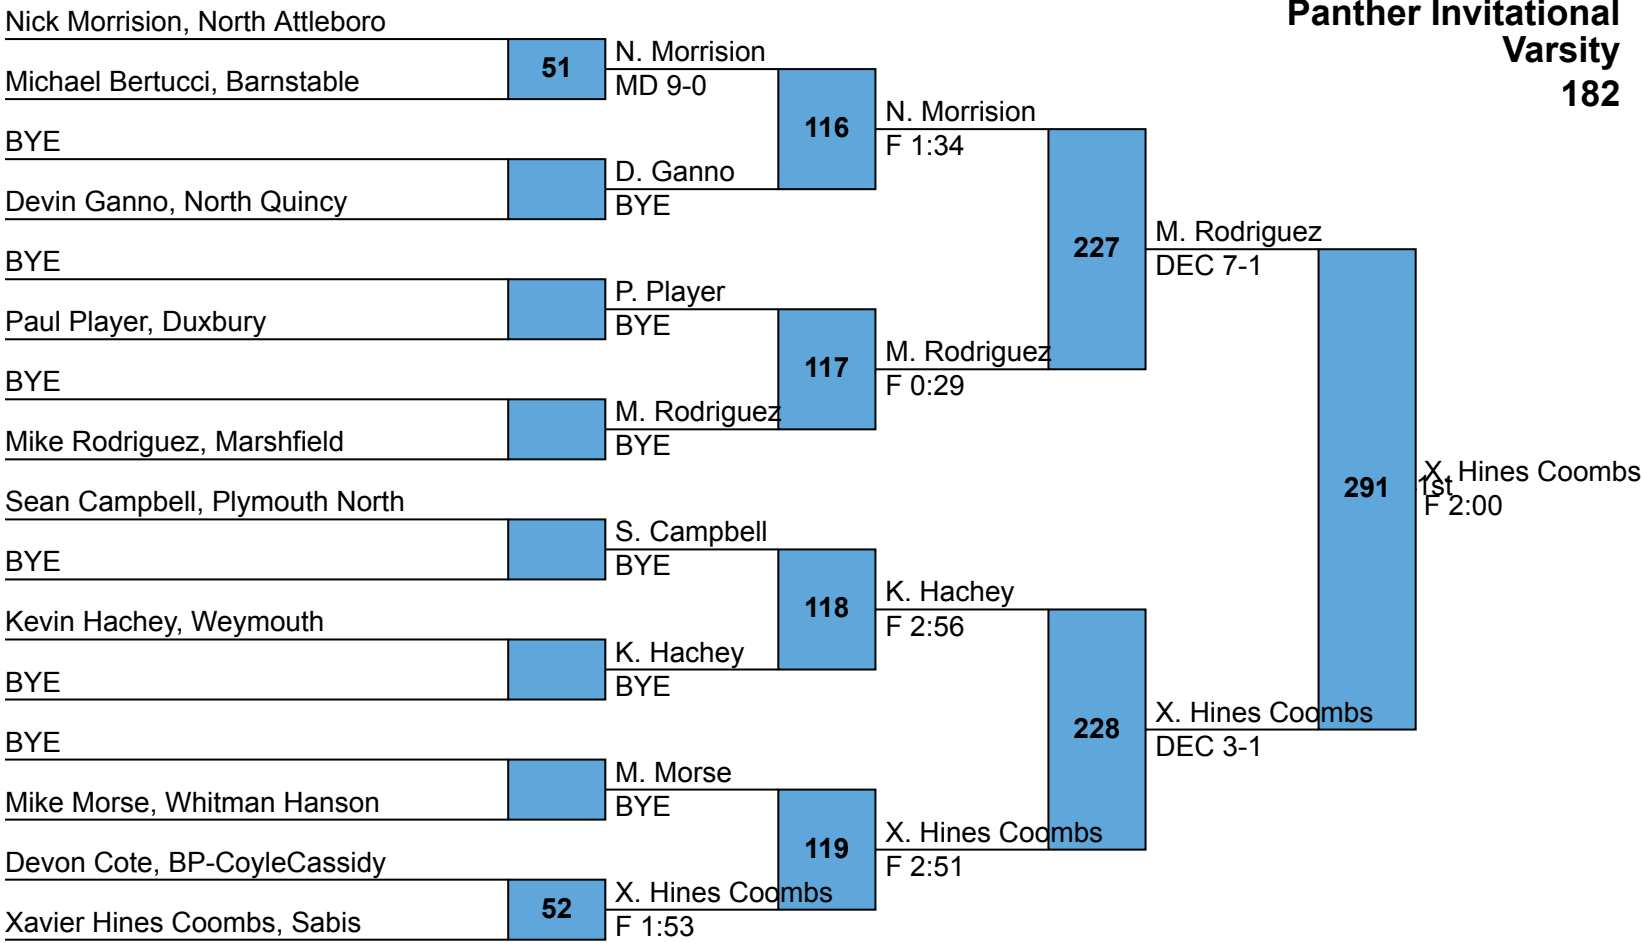 Panther Invitational
Varsity
182
Nick Morrision, North Attleboro
Michael Bertucci, Barnstable
BYE
Devin Ganno, North Quincy
BYE
Paul Player, Duxbury
BYE
Mike Rodriguez, Marshfield
Sean Campbell, Plymouth North
BYE
Kevin Hachey, Weymouth
BYE
BYE
Mike Morse, Whitman Hanson
Devon Cote, BP-CoyleCassidy
Xavier Hines Coombs, Sabis
51
52
N. Morrision
MD 9-0
D. Ganno
BYE
P. Player
BYE
M. Rodriguez
BYE
S. Campbell
BYE
K. Hachey
BYE
M. Morse
BYE
X. Hines Coombs
F 1:53
116
117
118
119
N. Morrision
F 1:34
M. Rodriguez
F 0:29
K. Hachey
F 2:56
X. Hines Coombs
F 2:51
227
228
M. Rodriguez
DEC 7-1
X. Hines Coombs
DEC 3-1
291
X. Hines Coombs
1st
F 2:00